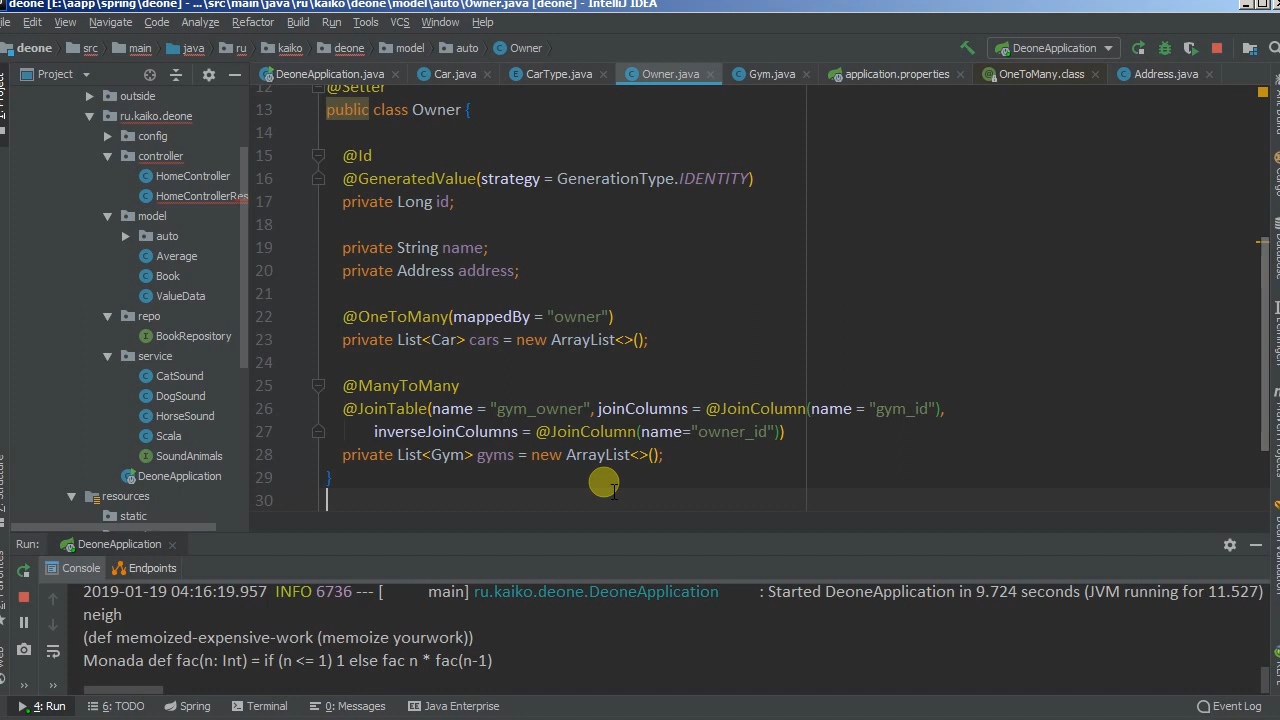 deone [E:\aapp\spring\deone] - ...\src\main\java\ru\kaiko\deone\model\auto\Owner.java [deone] - IntelliJ IDEA
Edit View Navigate Code Analyze Refactor Build Run Tools VCS Window Help
deone src main java ru kaiko deone model auto Owner DeoneApplication
Project DeoneApplication.java Car.java CarType.java Owner.java Gym.java application.properties OneToMany.class Address.java
outside
ru.kaiko.deone
config
controller
HomeController
HomeControllerRes
model
auto
Average
Book
ValueData
repo
BookRepository
service
CatSound
DogSound
HorseSound
Scala
SoundAnimals
DeoneApplication
resources
static
12 @Setter
13 public class Owner {
14
15 @Id
16 @GeneratedValue(strategy = GenerationType.IDENTITY)
17 private Long id;
18
19 private String name;
20 private Address address;
21
22 @OneToMany(mappedBy = "owner")
23 private List<Car> cars = new ArrayList<>();
24
25 @ManyToMany
26 @JoinTable(name = "gym_owner", joinColumns = @JoinColumn(name = "gym_id"),
27 inverseJoinColumns = @JoinColumn(name="owner_id"))
28 private List<Gym> gyms = new ArrayList<>();
29 }
30
Run: DeoneApplication
Console Endpoints
2019-01-19 04:16:19.957 INFO 6736 --- [ main] ru.kaiko.deone.DeoneApplication : Started DeoneApplication in 9.724 seconds (JVM running for 11.527)
neigh
(def memoized-expensive-work (memoize yourwork))
Monada def fac(n: Int) = if (n <= 1) 1 else fac n * fac(n-1)
4: Run 6: TODO Spring Terminal 0: Messages Java Enterprise Event Log